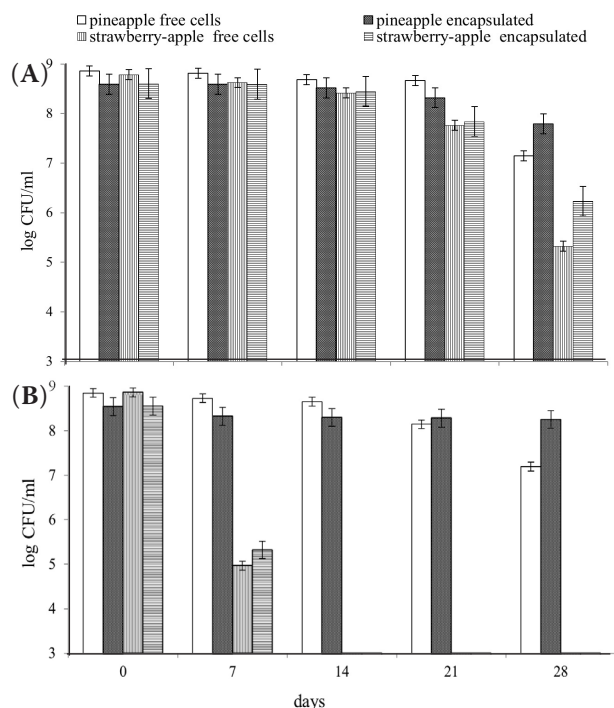 pineapple free cells pineapple encapsulated
strawberry-apple free cells strawberry-apple encapsulated
(A)
9
8
7
6
5
4
3
log CFU/ml
(B)
9
8
7
6
5
4
3
log CFU/ml
0 7 14 21 28
days